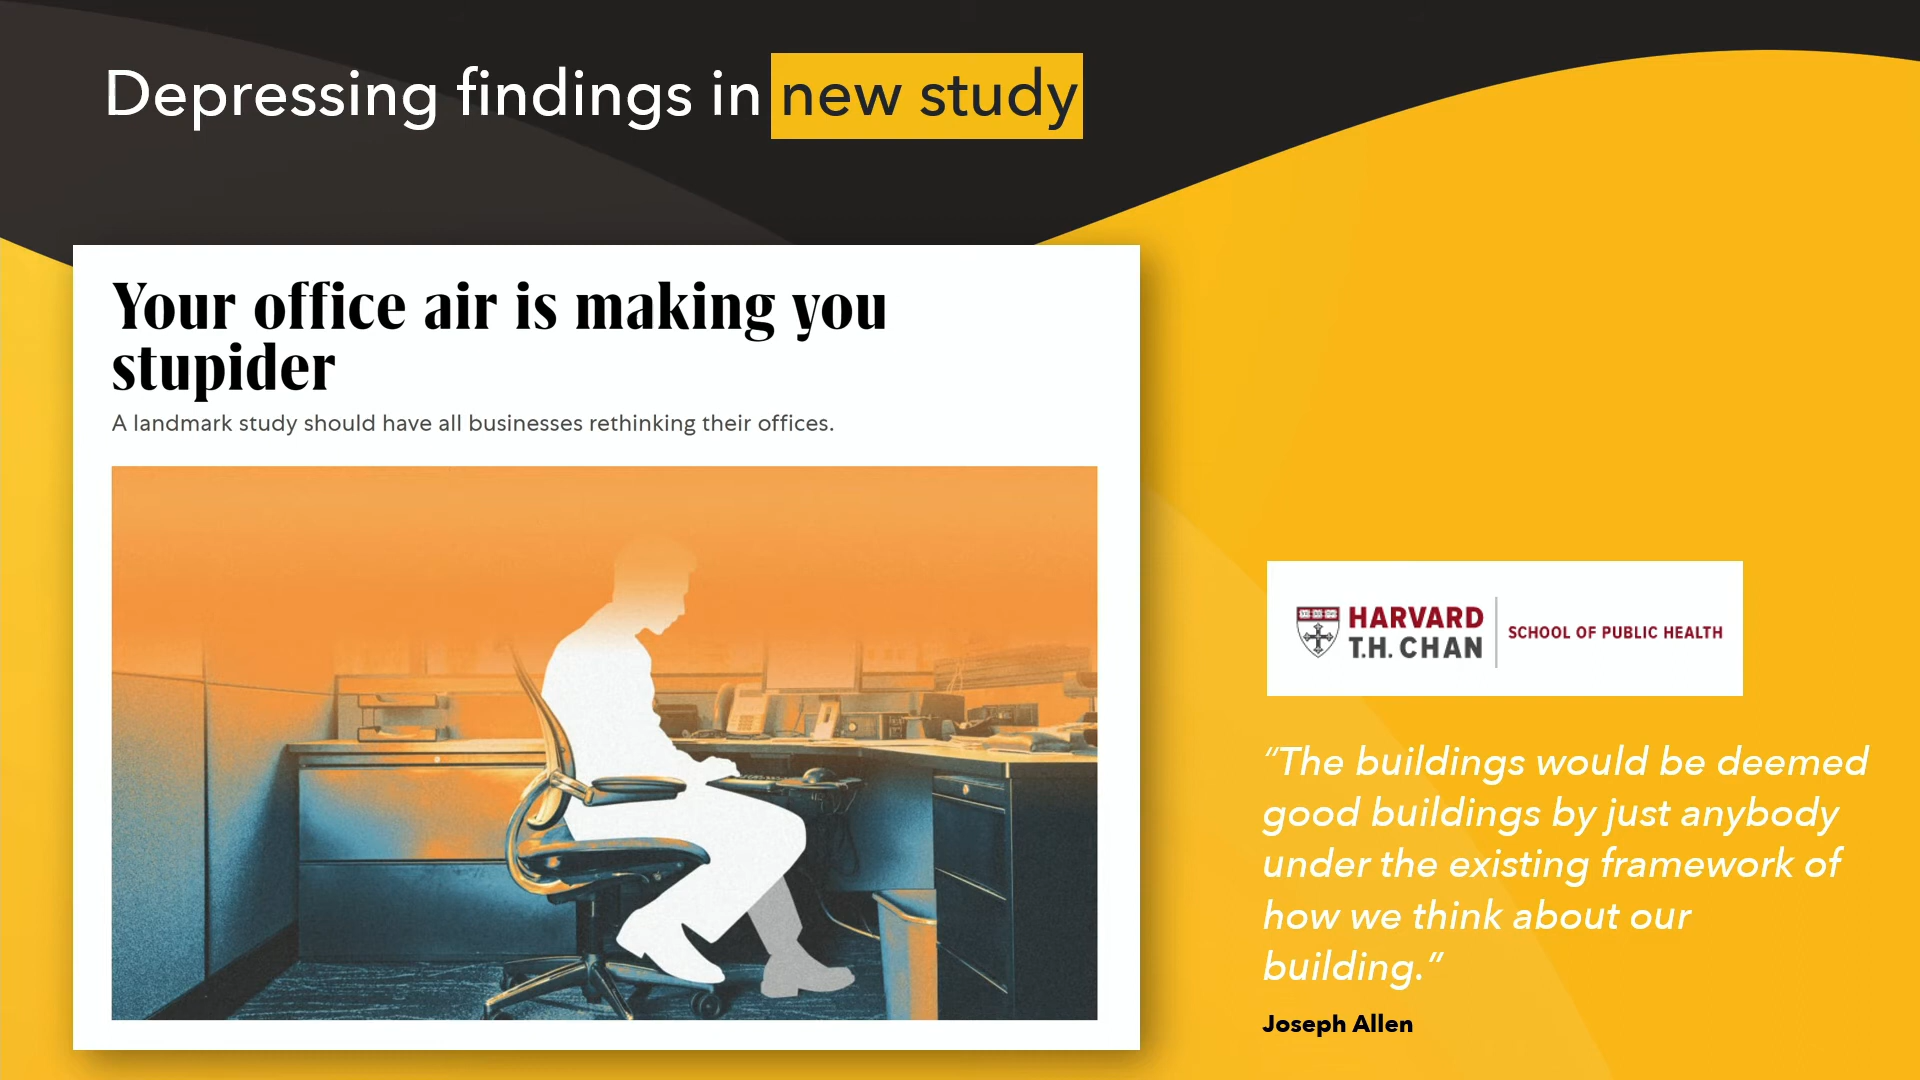 Depressing findings in new study
Your office air is making you
stupider
A landmark study should have all businesses rethinking their offices.
HARVARD
T.H. CHAN
SCHOOL OF PUBLIC HEALTH
“The buildings would be deemed
good buildings by just anybody
under the existing framework of
how we think about our
building.”
Joseph Allen